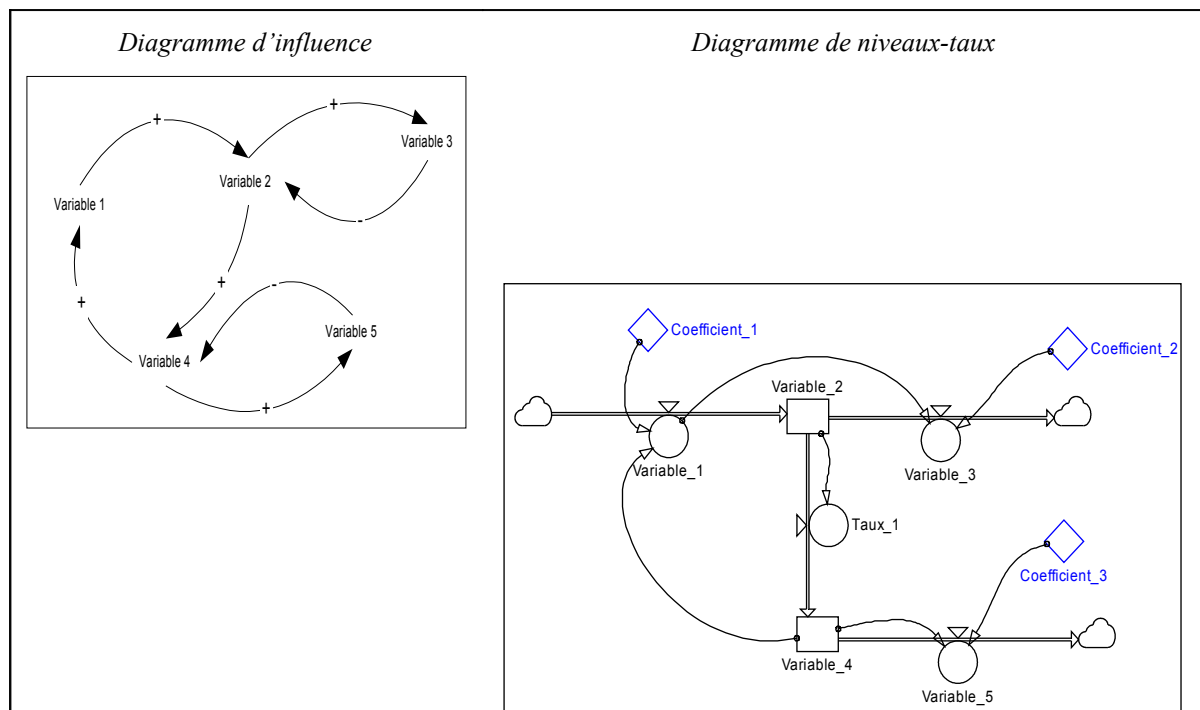 Diagramme d’influence
Diagramme de niveaux-taux
+
+
Variable 3
Variable 2
Variable 1
-
+
-
+
Variable 5
Variable 4
+
Coefficient_1
Coefficient_2
Variable_2
Variable_1
Variable_3
Taux_1
Coefficient_3
Variable_4
Variable_5